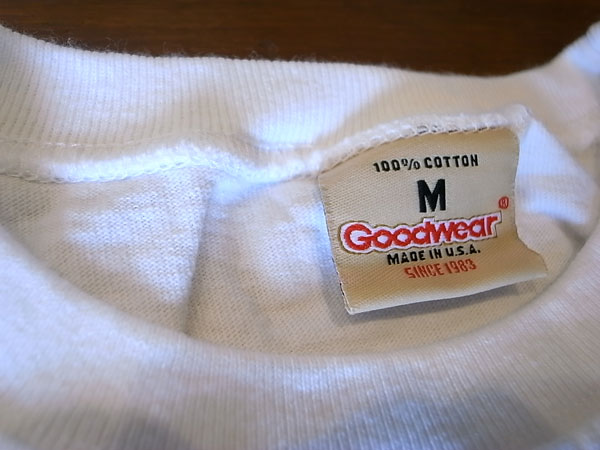 100% COTTON
M
Goodwear®
MADE IN U.S.A.
SINCE 1983